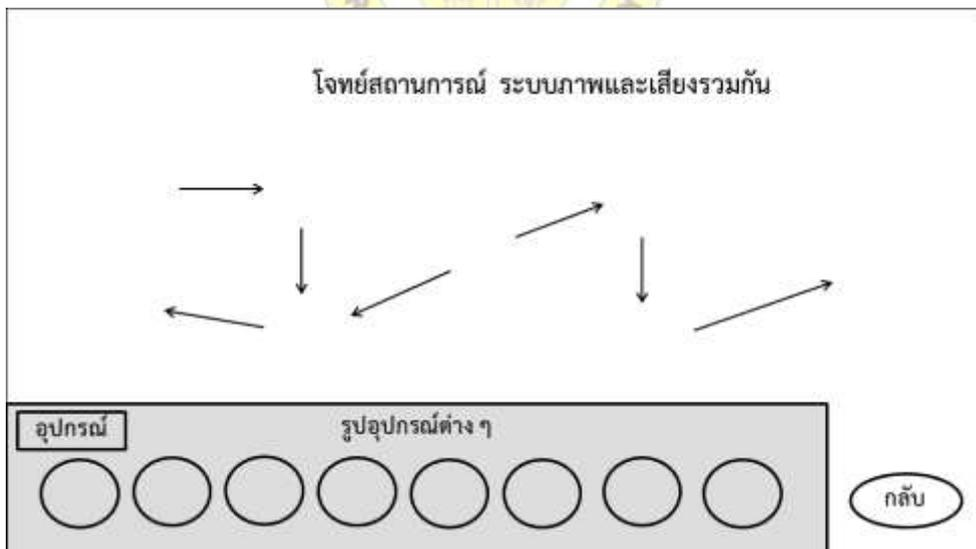 โจทย์สถานการณ์ ระบบภาพและเสียงรวมกัน
อุปกรณ์
รูปอุปกรณ์ต่าง ๆ
กลับ